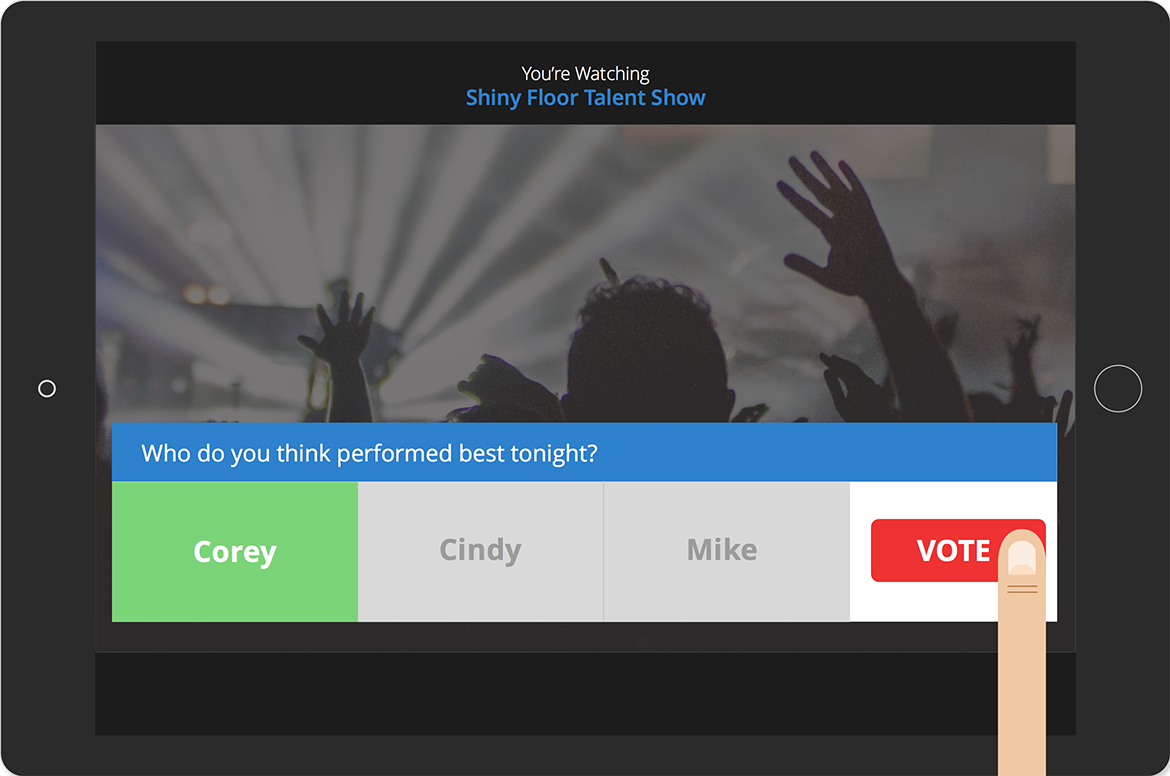 You’re Watching
Shiny Floor Talent Show
Who do you think performed best tonight?
Corey
Cindy
Mike
VOTE